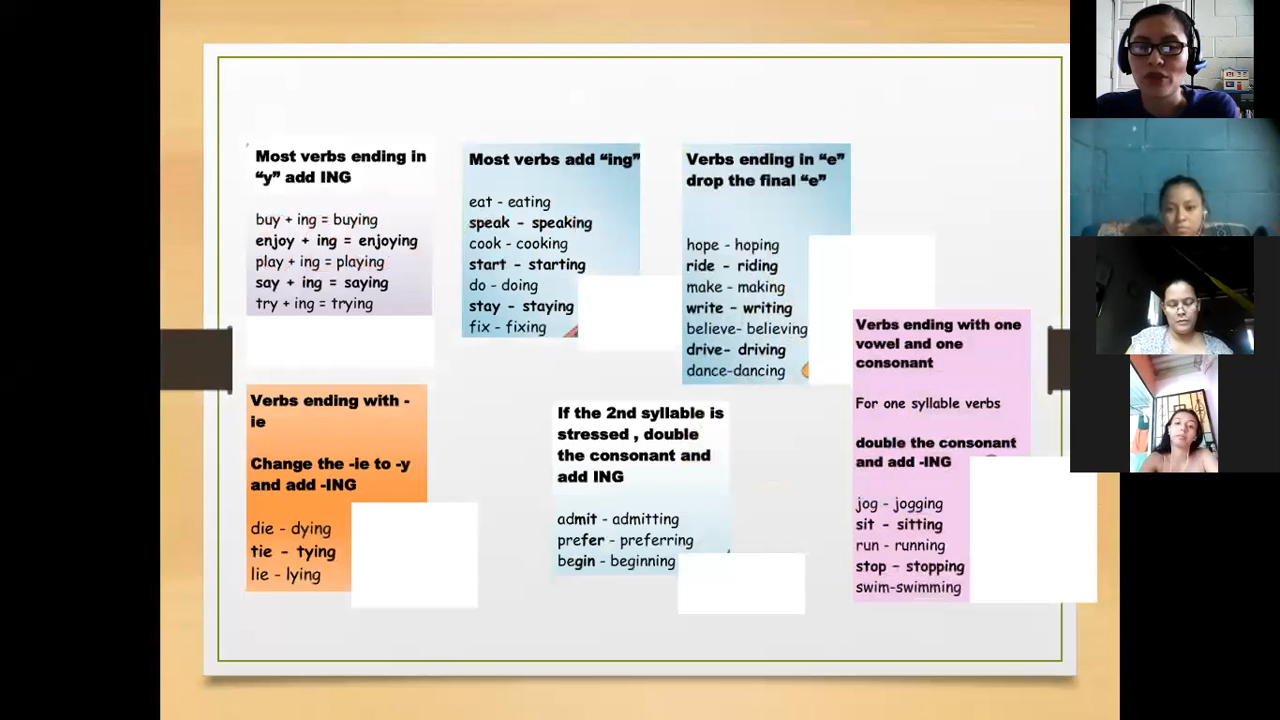 Most verbs ending in
“y” add ING
buy + ing = buying
enjoy + ing = enjoying
play + ing = playing
say + ing = saying
try + ing = trying
Most verbs add “ing”
eat - eating
speak - speaking
cook - cooking
start - starting
do - doing
stay - staying
fix - fixing
Verbs ending in “e”
drop the final “e”
hope - hoping
ride - riding
make - making
write - writing
believe- believing
drive- driving
dance-dancing
Verbs ending with -
ie
Change the -ie to -y
and add -ING
die - dying
tie - tying
lie - lying
If the 2nd syllable is
stressed , double
the consonant and
add ING
admit - admitting
prefer - preferring
begin - beginning
Verbs ending with one
vowel and one
consonant
For one syllable verbs
double the consonant
and add -ING
jog - jogging
sit - sitting
run - running
stop - stopping
swim-swimming